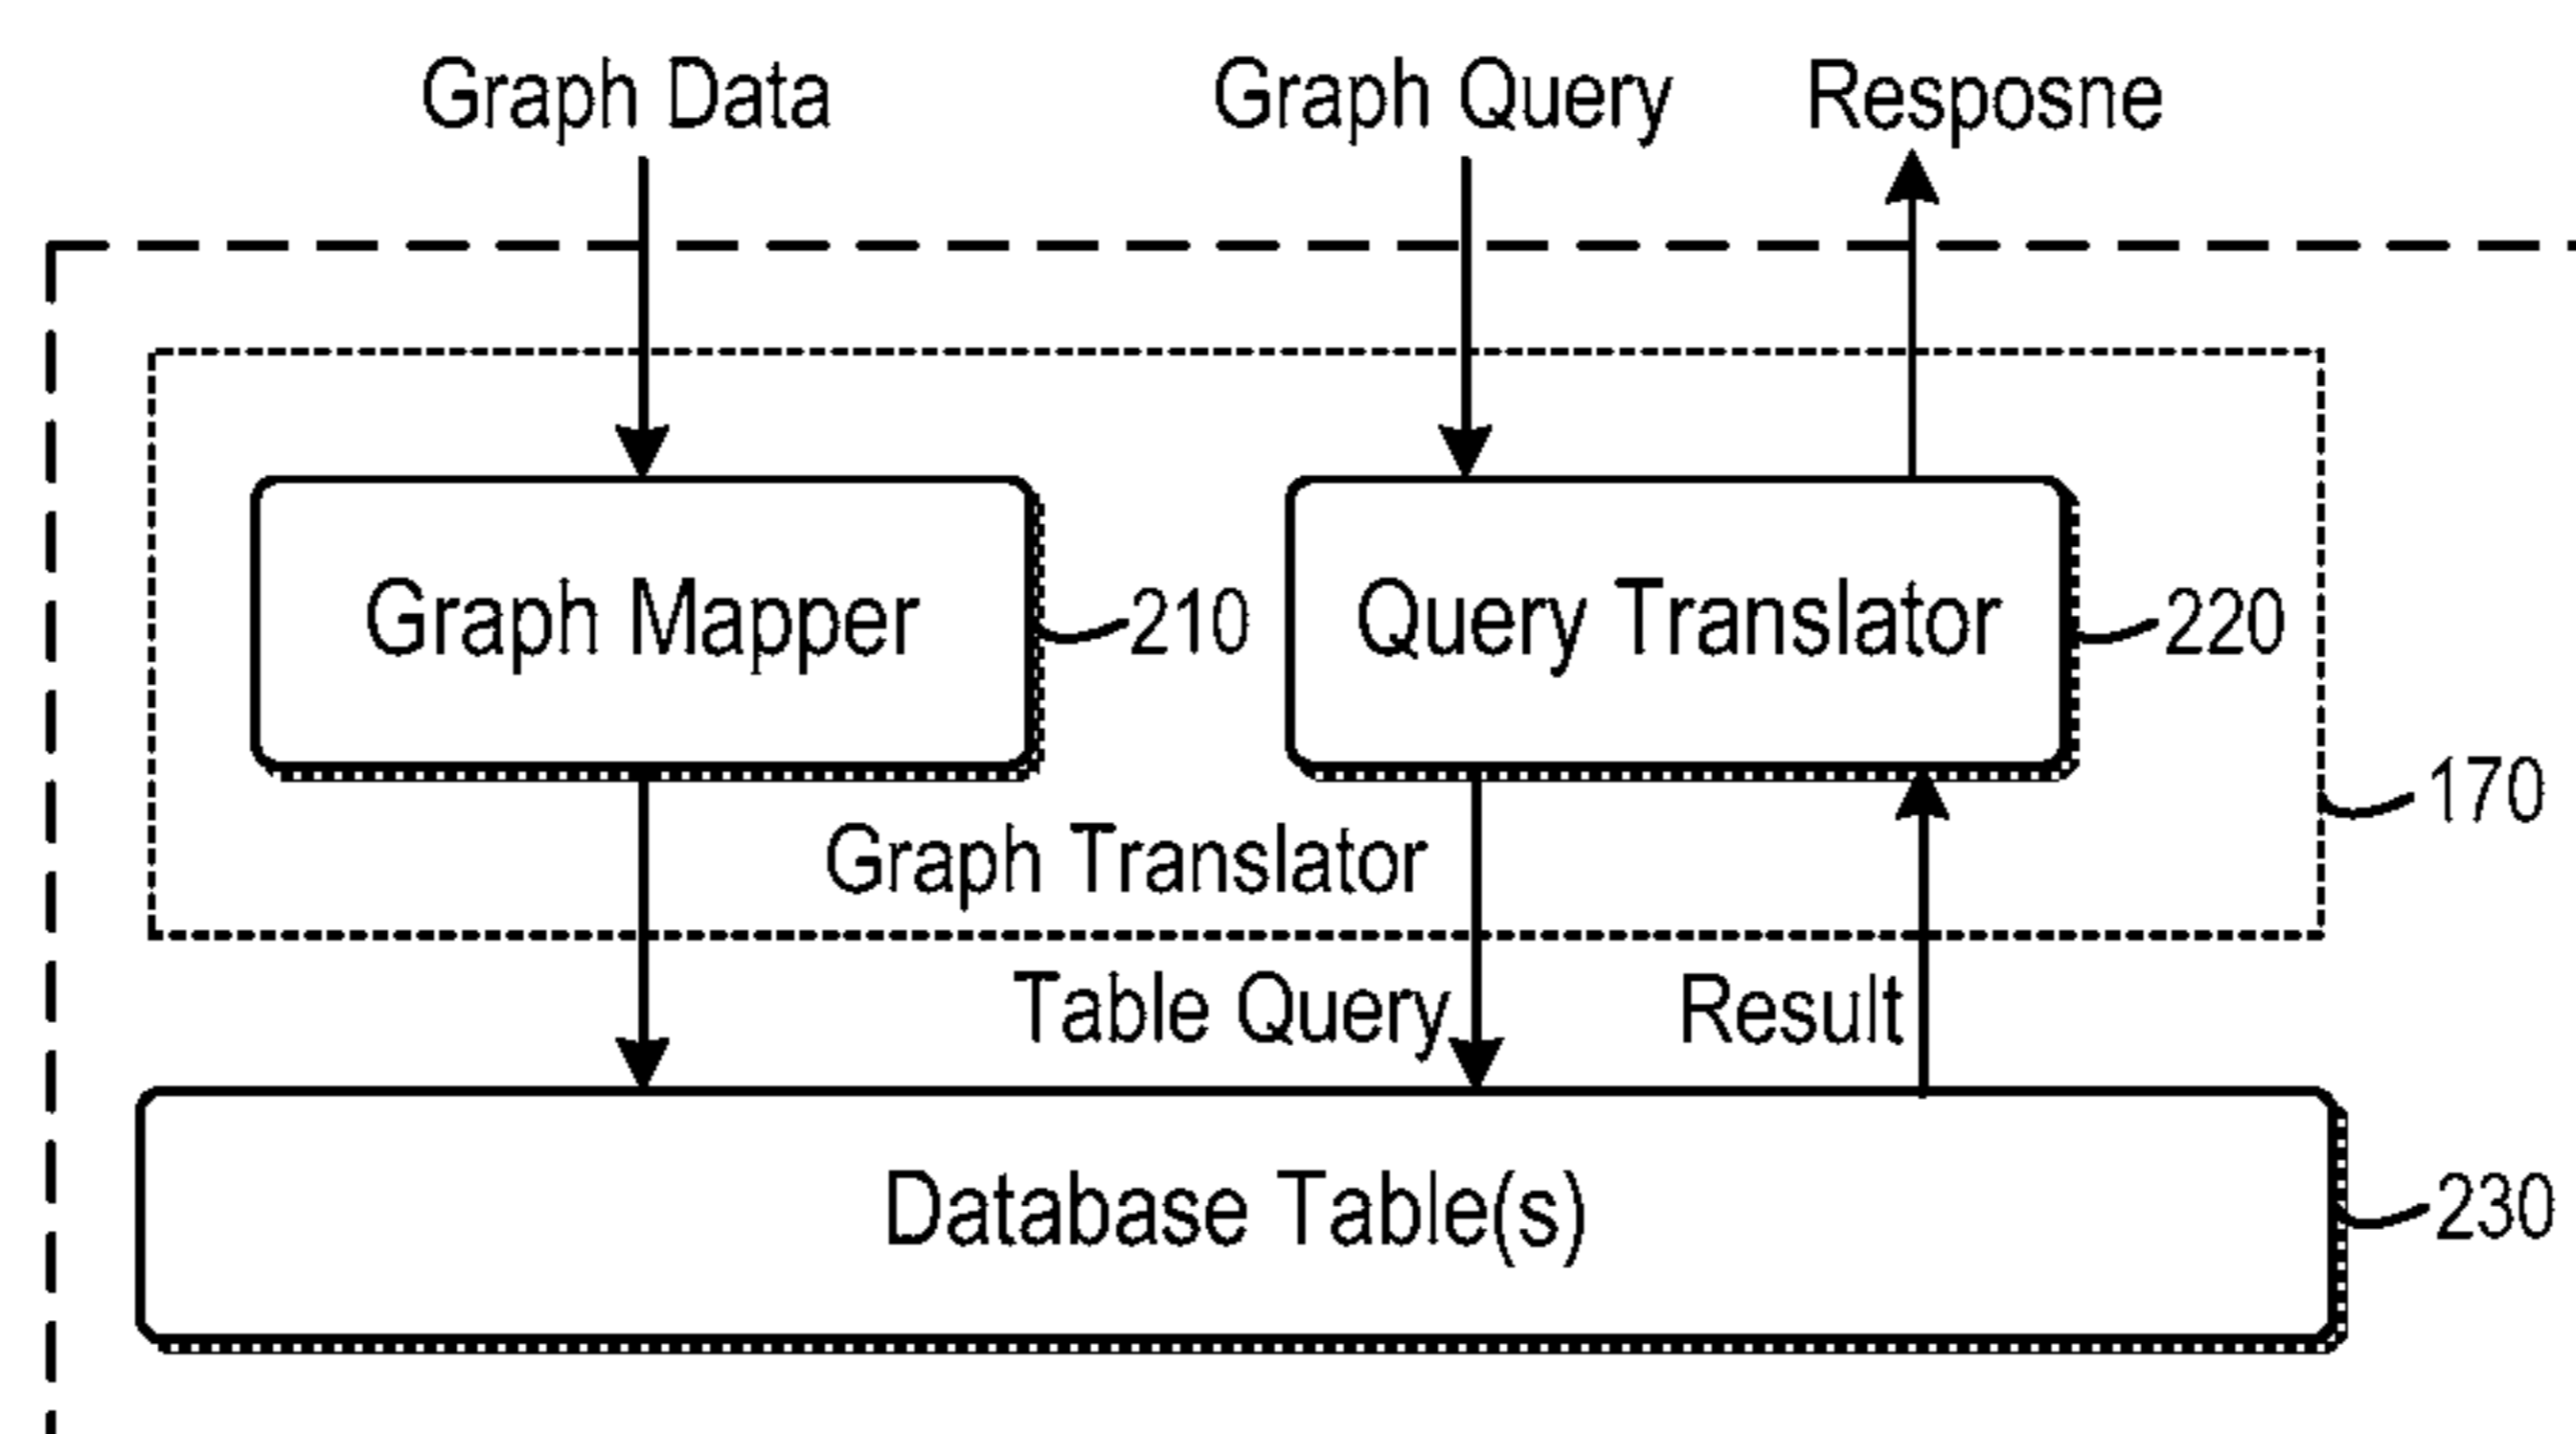 Graph Data
Graph Query
Resposne
Graph Mapper
210
Query Translator
220
170
Graph Translator
Table Query
Result
Database Table(s)
230